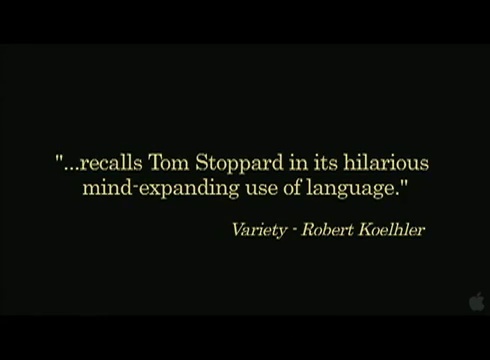 "...recalls Tom Stoppard in its hilarious
mind-expanding use of language."
Variety - Robert Koelhler